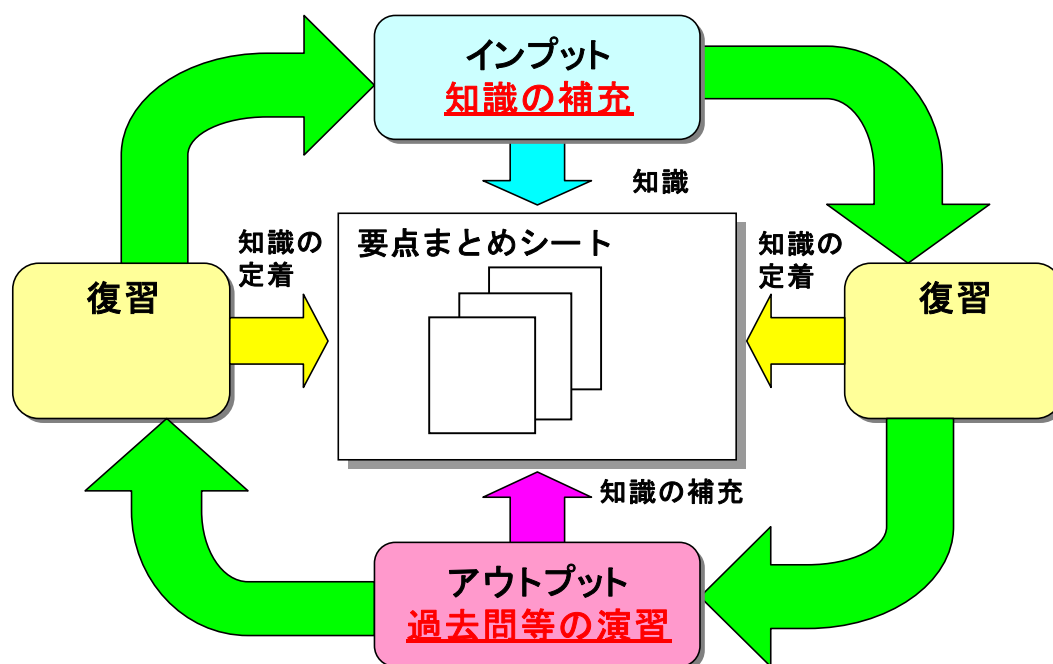 インプット
知識の補充
知識
要点まとめシート
知識の
定着
知識の
定着
復習
復習
知識の補充
アウトプット
過去問等の演習